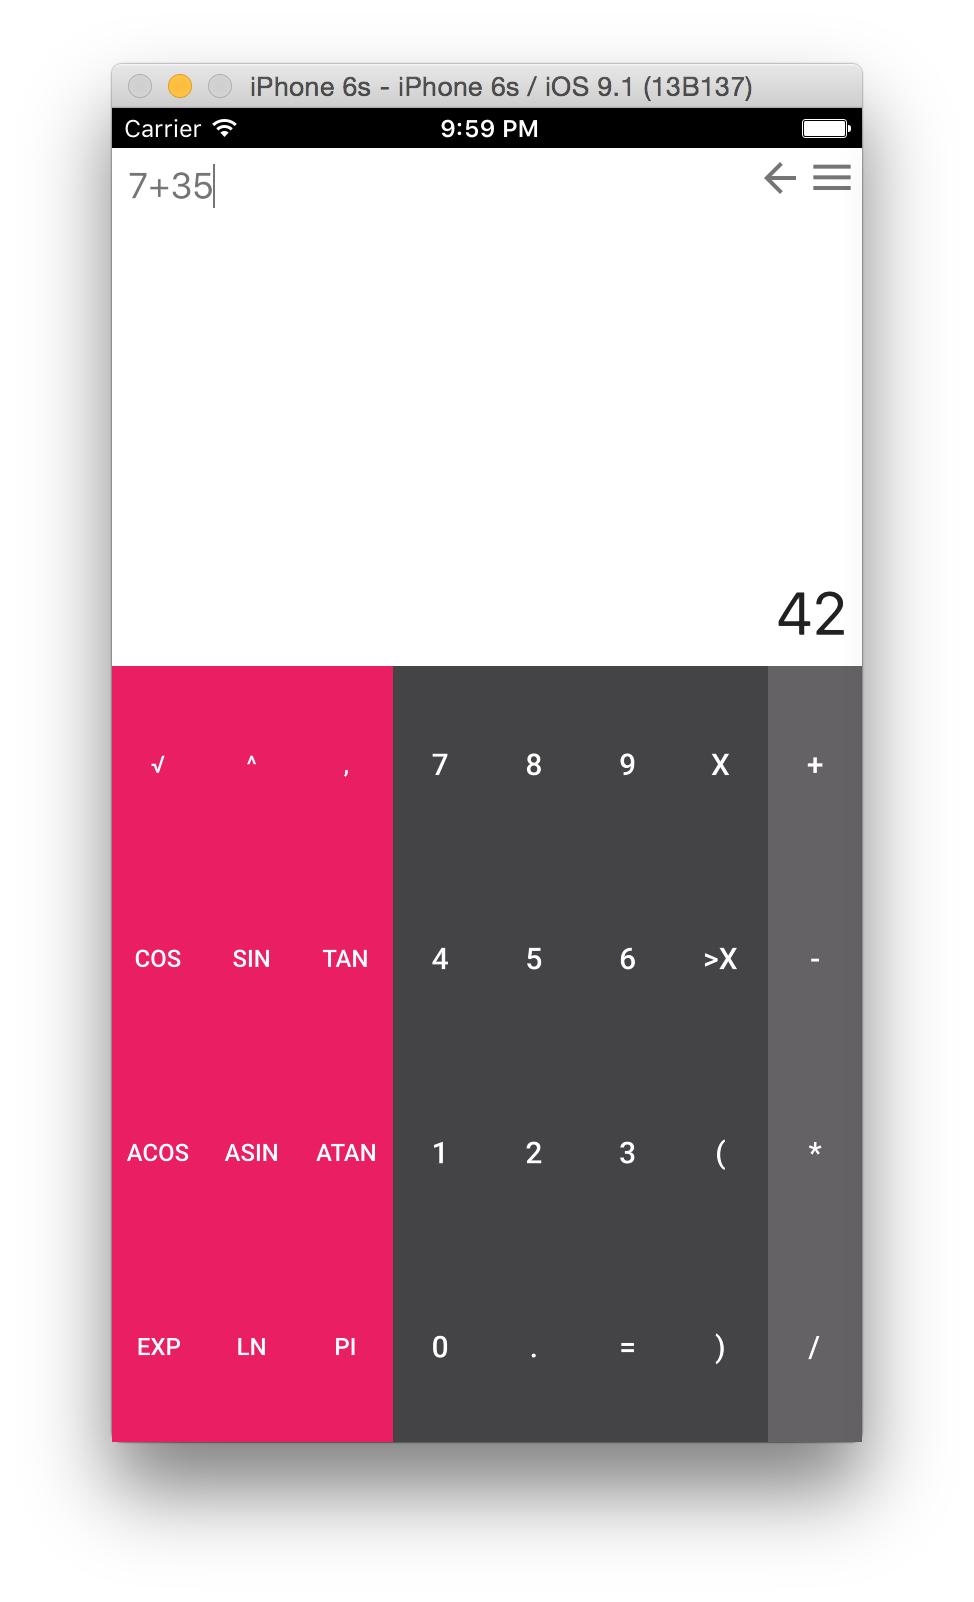 iPhone 6s - iPhone 6s / iOS 9.1 (13B137)
Carrier 9:59 PM
7+35
42
√ ^ , 7 8 9 X +
COS SIN TAN 4 5 6 >X -
ACOS ASIN ATAN 1 2 3 ( *
EXP LN PI 0 . = ) /